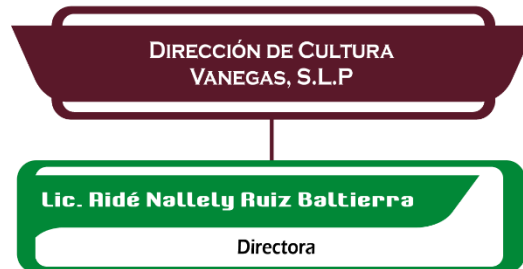 DIRECCIÓN DE CULTURA
VANEGAS, S.L.P
Lic. Aidé Nallely Ruiz Baltierra
Directora